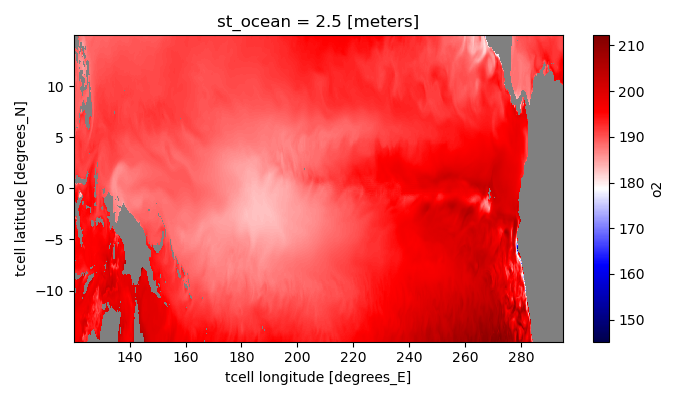 st_ocean = 2.5 [meters]
tcell latitude [degrees_N]
10
5
0
−5
−10
140 160 180 200 220 240 260 280
tcell longitude [degrees_E]
210
200
190
180
170
160
150
o2